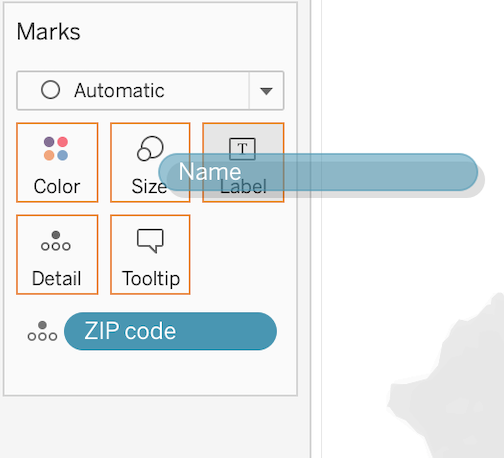 Marks
Automatic
Color
Size
Label
Name
Detail
Tooltip
ZIP code